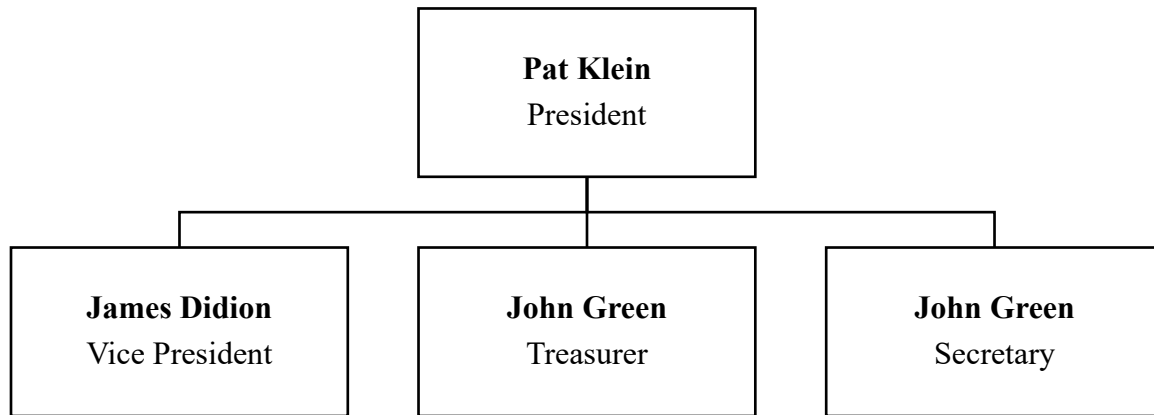 Pat Klein
President
James Didion
Vice President
John Green
Treasurer
John Green
Secretary